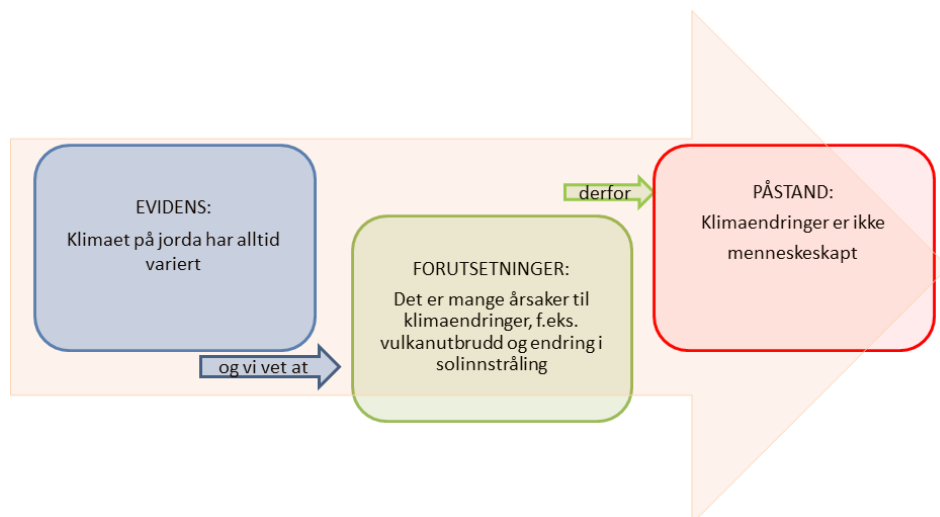 EVIDENS:
Klimaet på jorda har alltid
variert
og vi vet at
FORUTSETNINGER:
Det er mange årsaker til
klimaendringer, f.eks.
vulkanutbrudd og endring i
solinnstråling
derfor
PÅSTAND:
Klimaendringer er ikke
menneskeskapt